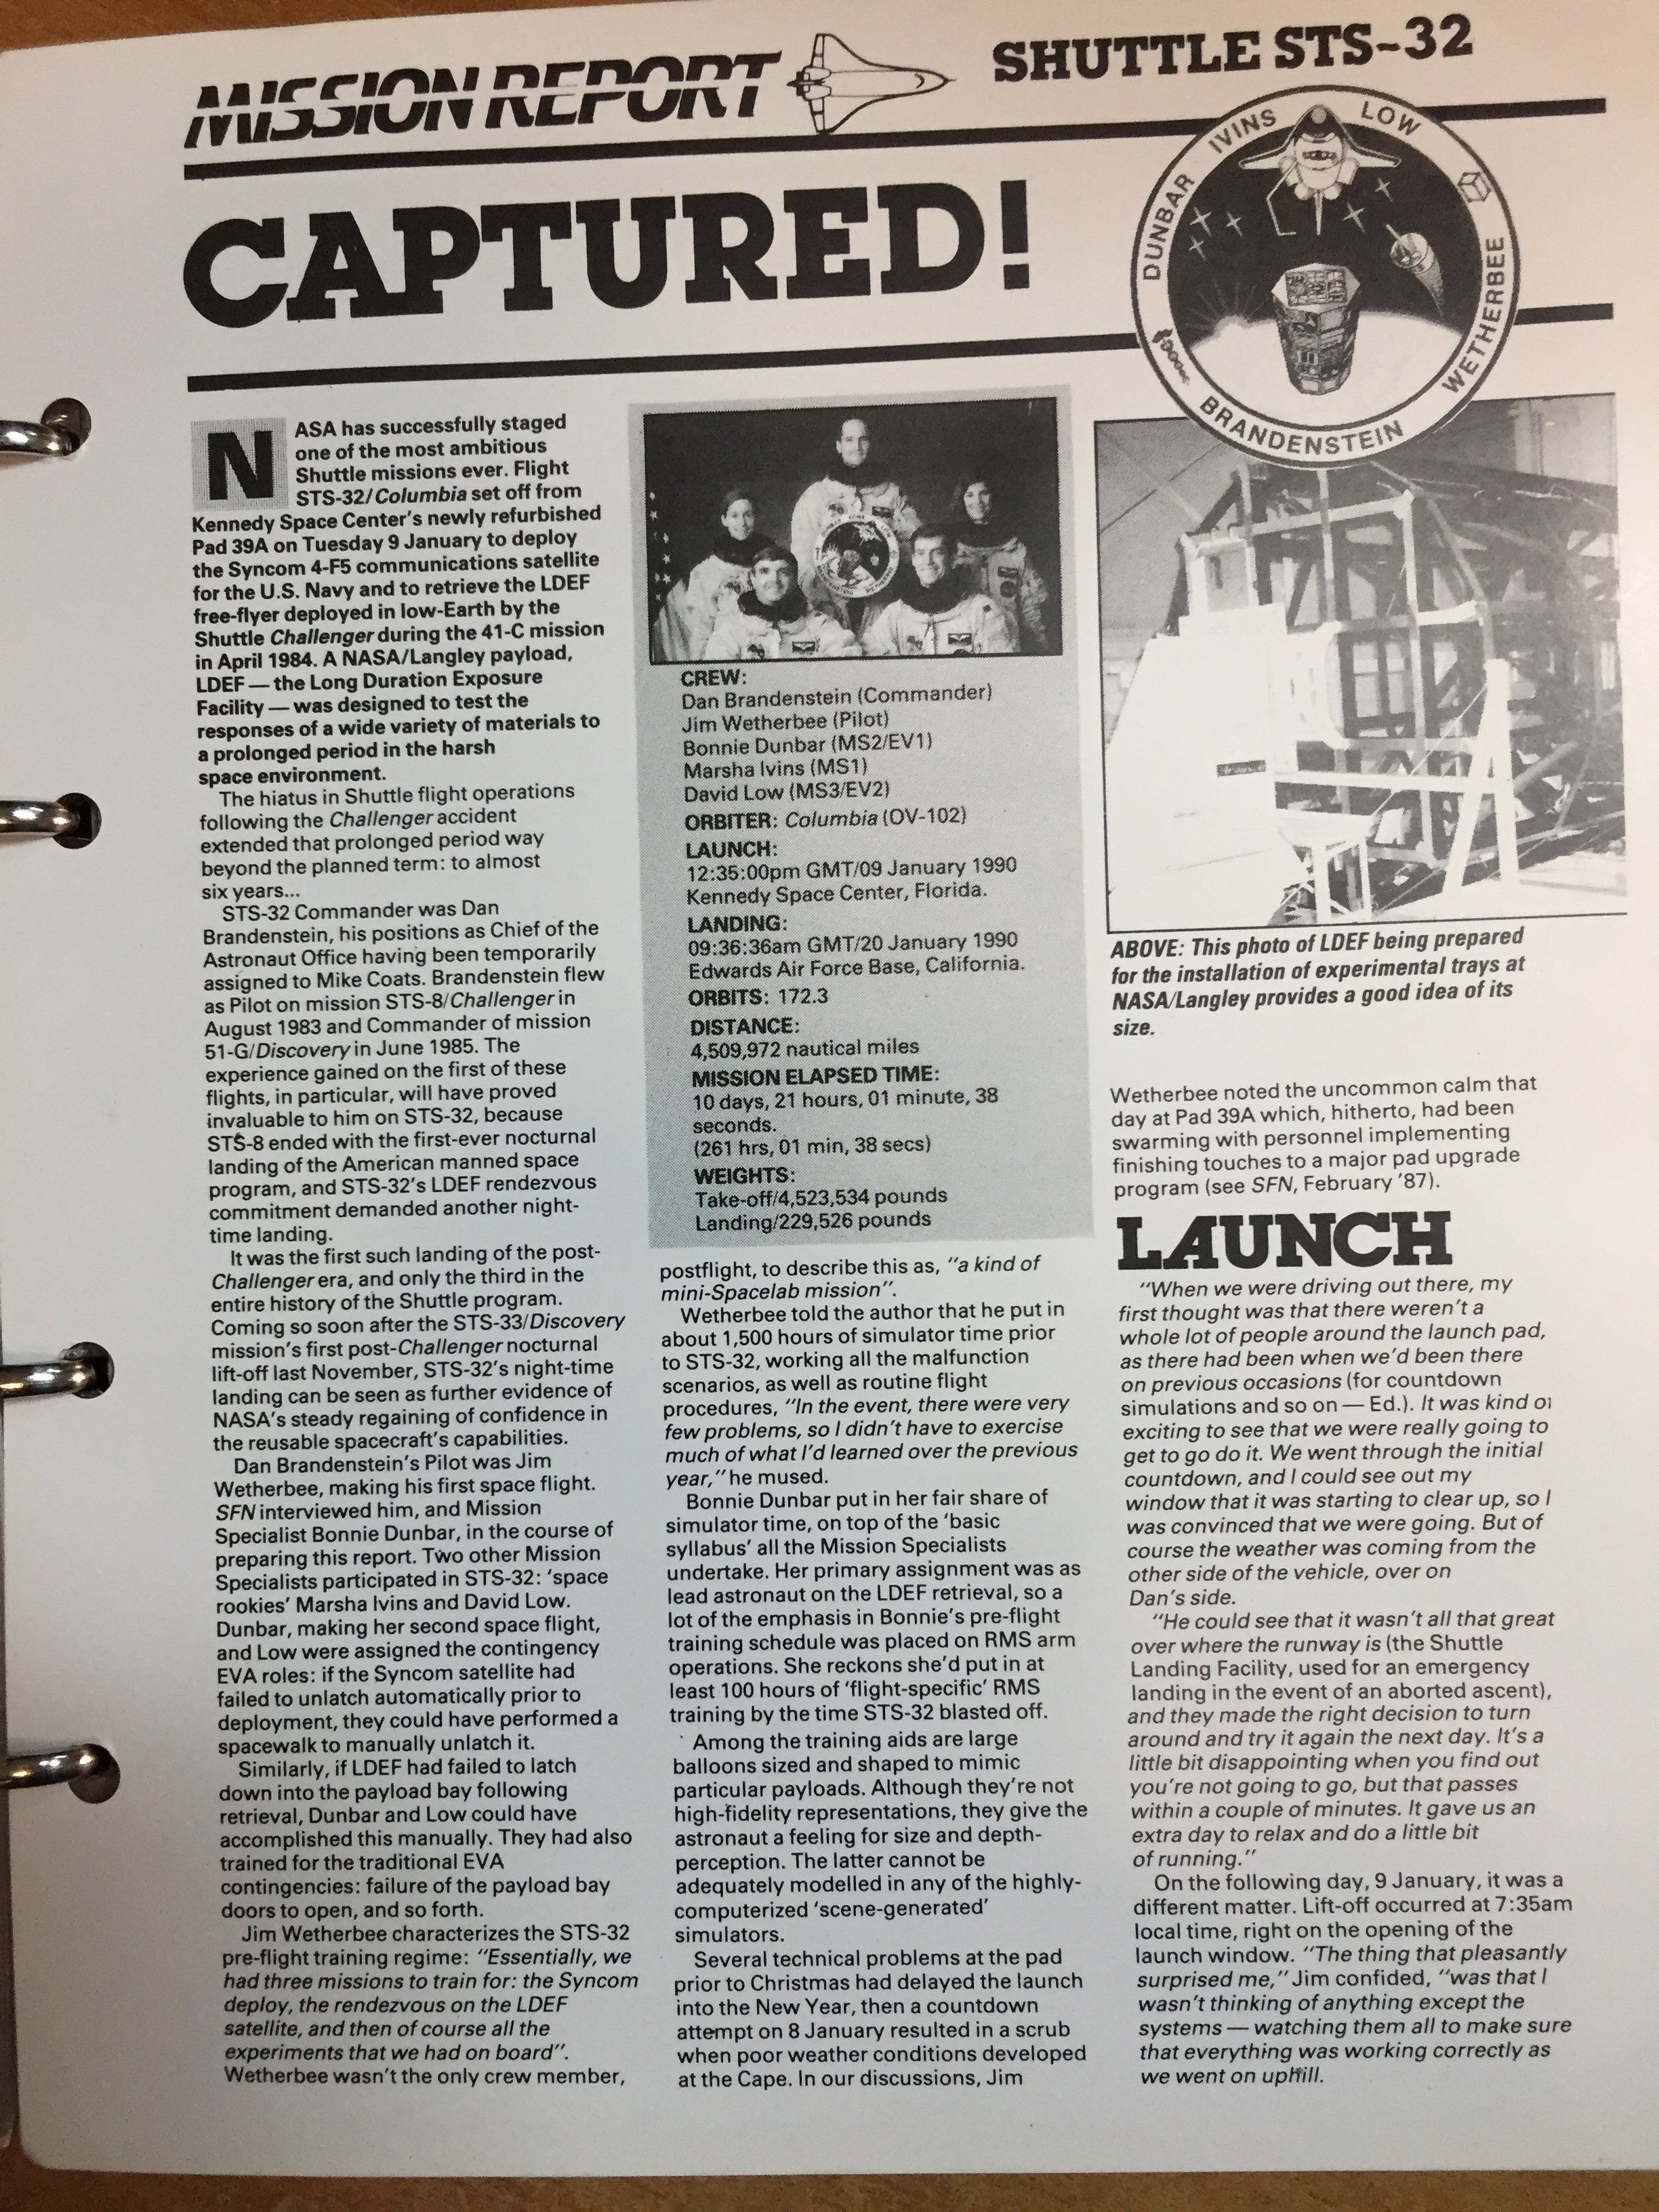 MISSION REPORT
SHUTTLE STS-32
CAPTURED!
DUNBAR IVINS LOW WETHERBEE BRANDENSTEIN
NASA has successfully staged
one of the most ambitious
Shuttle missions ever. Flight
STS-32/Columbia set off from
Kennedy Space Center's newly refurbished
Pad 39A on Tuesday 9 January to deploy
the Syncom 4-F5 communications satellite
for the U.S. Navy and to retrieve the LDEF
free-flyer deployed in low-Earth by the
Shuttle Challenger during the 41-C mission
in April 1984. A NASA/Langley payload,
LDEF — the Long Duration Exposure
Facility — was designed to test the
responses of a wide variety of materials to
a prolonged period in the harsh
space environment.
The hiatus in Shuttle flight operations
following the Challenger accident
extended that prolonged period way
beyond the planned term: to almost
six years...
STS-32 Commander was Dan
Brandenstein, his positions as Chief of the
Astronaut Office having been temporarily
assigned to Mike Coats. Brandenstein flew
as Pilot on mission STS-8/Challenger in
August 1983 and Commander of mission
51-G/Discovery in June 1985. The
experience gained on the first of these
flights, in particular, will have proved
invaluable to him on STS-32, because
STS-8 ended with the first-ever nocturnal
landing of the American manned space
program, and STS-32's LDEF rendezvous
commitment demanded another night-
time landing.
It was the first such landing of the post-
Challenger era, and only the third in the
entire history of the Shuttle program.
Coming so soon after the STS-33/Discovery
mission's first post-Challenger nocturnal
lift-off last November, STS-32's night-time
landing can be seen as further evidence of
NASA's steady regaining of confidence in
the reusable spacecraft's capabilities.
Dan Brandenstein's Pilot was Jim
Wetherbee, making his first space flight.
SFN interviewed him, and Mission
Specialist Bonnie Dunbar, in the course of
preparing this report. Two other Mission
Specialists participated in STS-32: 'space
rookies' Marsha Ivins and David Low.
Dunbar, making her second space flight,
and Low were assigned the contingency
EVA roles: if the Syncom satellite had
failed to unlatch automatically prior to
deployment, they could have performed a
spacewalk to manually unlatch it.
Similarly, if LDEF had failed to latch
down into the payload bay following
retrieval, Dunbar and Low could have
accomplished this manually. They had also
trained for the traditional EVA
contingencies: failure of the payload bay
doors to open, and so forth.
Jim Wetherbee characterizes the STS-32
pre-flight training regime: "Essentially, we
had three missions to train for: the Syncom
deploy, the rendezvous on the LDEF
satellite, and then of course all the
experiments that we had on board".
Wetherbee wasn't the only crew member,
CREW:
Dan Brandenstein (Commander)
Jim Wetherbee (Pilot)
Bonnie Dunbar (MS2/EV1)
Marsha Ivins (MS1)
David Low (MS3/EV2)
ORBITER: Columbia (OV-102)
LAUNCH:
12:35:00pm GMT/09 January 1990
Kennedy Space Center, Florida.
LANDING:
09:36:36am GMT/20 January 1990
Edwards Air Force Base, California.
ORBITS: 172.3
DISTANCE:
4,509,972 nautical miles
MISSION ELAPSED TIME:
10 days, 21 hours, 01 minute, 38
seconds.
(261 hrs, 01 min, 38 secs)
WEIGHTS:
Take-off/4,523,534 pounds
Landing/229,526 pounds
postflight, to describe this as, "a kind of
mini-Spacelab mission".
Wetherbee told the author that he put in
about 1,500 hours of simulator time prior
to STS-32, working all the malfunction
scenarios, as well as routine flight
procedures, "In the event, there were very
few problems, so I didn't have to exercise
much of what I'd learned over the previous
year," he mused.
Bonnie Dunbar put in her fair share of
simulator time, on top of the 'basic
syllabus' all the Mission Specialists
undertake. Her primary assignment was as
lead astronaut on the LDEF retrieval, so a
lot of the emphasis in Bonnie's pre-flight
training schedule was placed on RMS arm
operations. She reckons she'd put in at
least 100 hours of 'flight-specific' RMS
training by the time STS-32 blasted off.
Among the training aids are large
balloons sized and shaped to mimic
particular payloads. Although they're not
high-fidelity representations, they give the
astronaut a feeling for size and depth-
perception. The latter cannot be
adequately modelled in any of the highly-
computerized 'scene-generated'
simulators.
Several technical problems at the pad
prior to Christmas had delayed the launch
into the New Year, then a countdown
attempt on 8 January resulted in a scrub
when poor weather conditions developed
at the Cape. In our discussions, Jim
ABOVE: This photo of LDEF being prepared
for the installation of experimental trays at
NASA/Langley provides a good idea of its
size.
Wetherbee noted the uncommon calm that
day at Pad 39A which, hitherto, had been
swarming with personnel implementing
finishing touches to a major pad upgrade
program (see SFN, February '87).
LAUNCH
"When we were driving out there, my
first thought was that there weren't a
whole lot of people around the launch pad,
as there had been when we'd been there
on previous occasions (for countdown
simulations and so on — Ed.). It was kind of
exciting to see that we were really going to
get to go do it. We went through the initial
countdown, and I could see out my
window that it was starting to clear up, so I
was convinced that we were going. But of
course the weather was coming from the
other side of the vehicle, over on
Dan's side.
"He could see that it wasn't all that great
over where the runway is (the Shuttle
Landing Facility, used for an emergency
landing in the event of an aborted ascent),
and they made the right decision to turn
around and try it again the next day. It's a
little bit disappointing when you find out
you're not going to go, but that passes
within a couple of minutes. It gave us an
extra day to relax and do a little bit
of running."
On the following day, 9 January, it was a
different matter. Lift-off occurred at 7:35am
local time, right on the opening of the
launch window. "The thing that pleasantly
surprised me," Jim confided, "was that I
wasn't thinking of anything except the
systems — watching them all to make sure
that everything was working correctly as
we went on uphill.